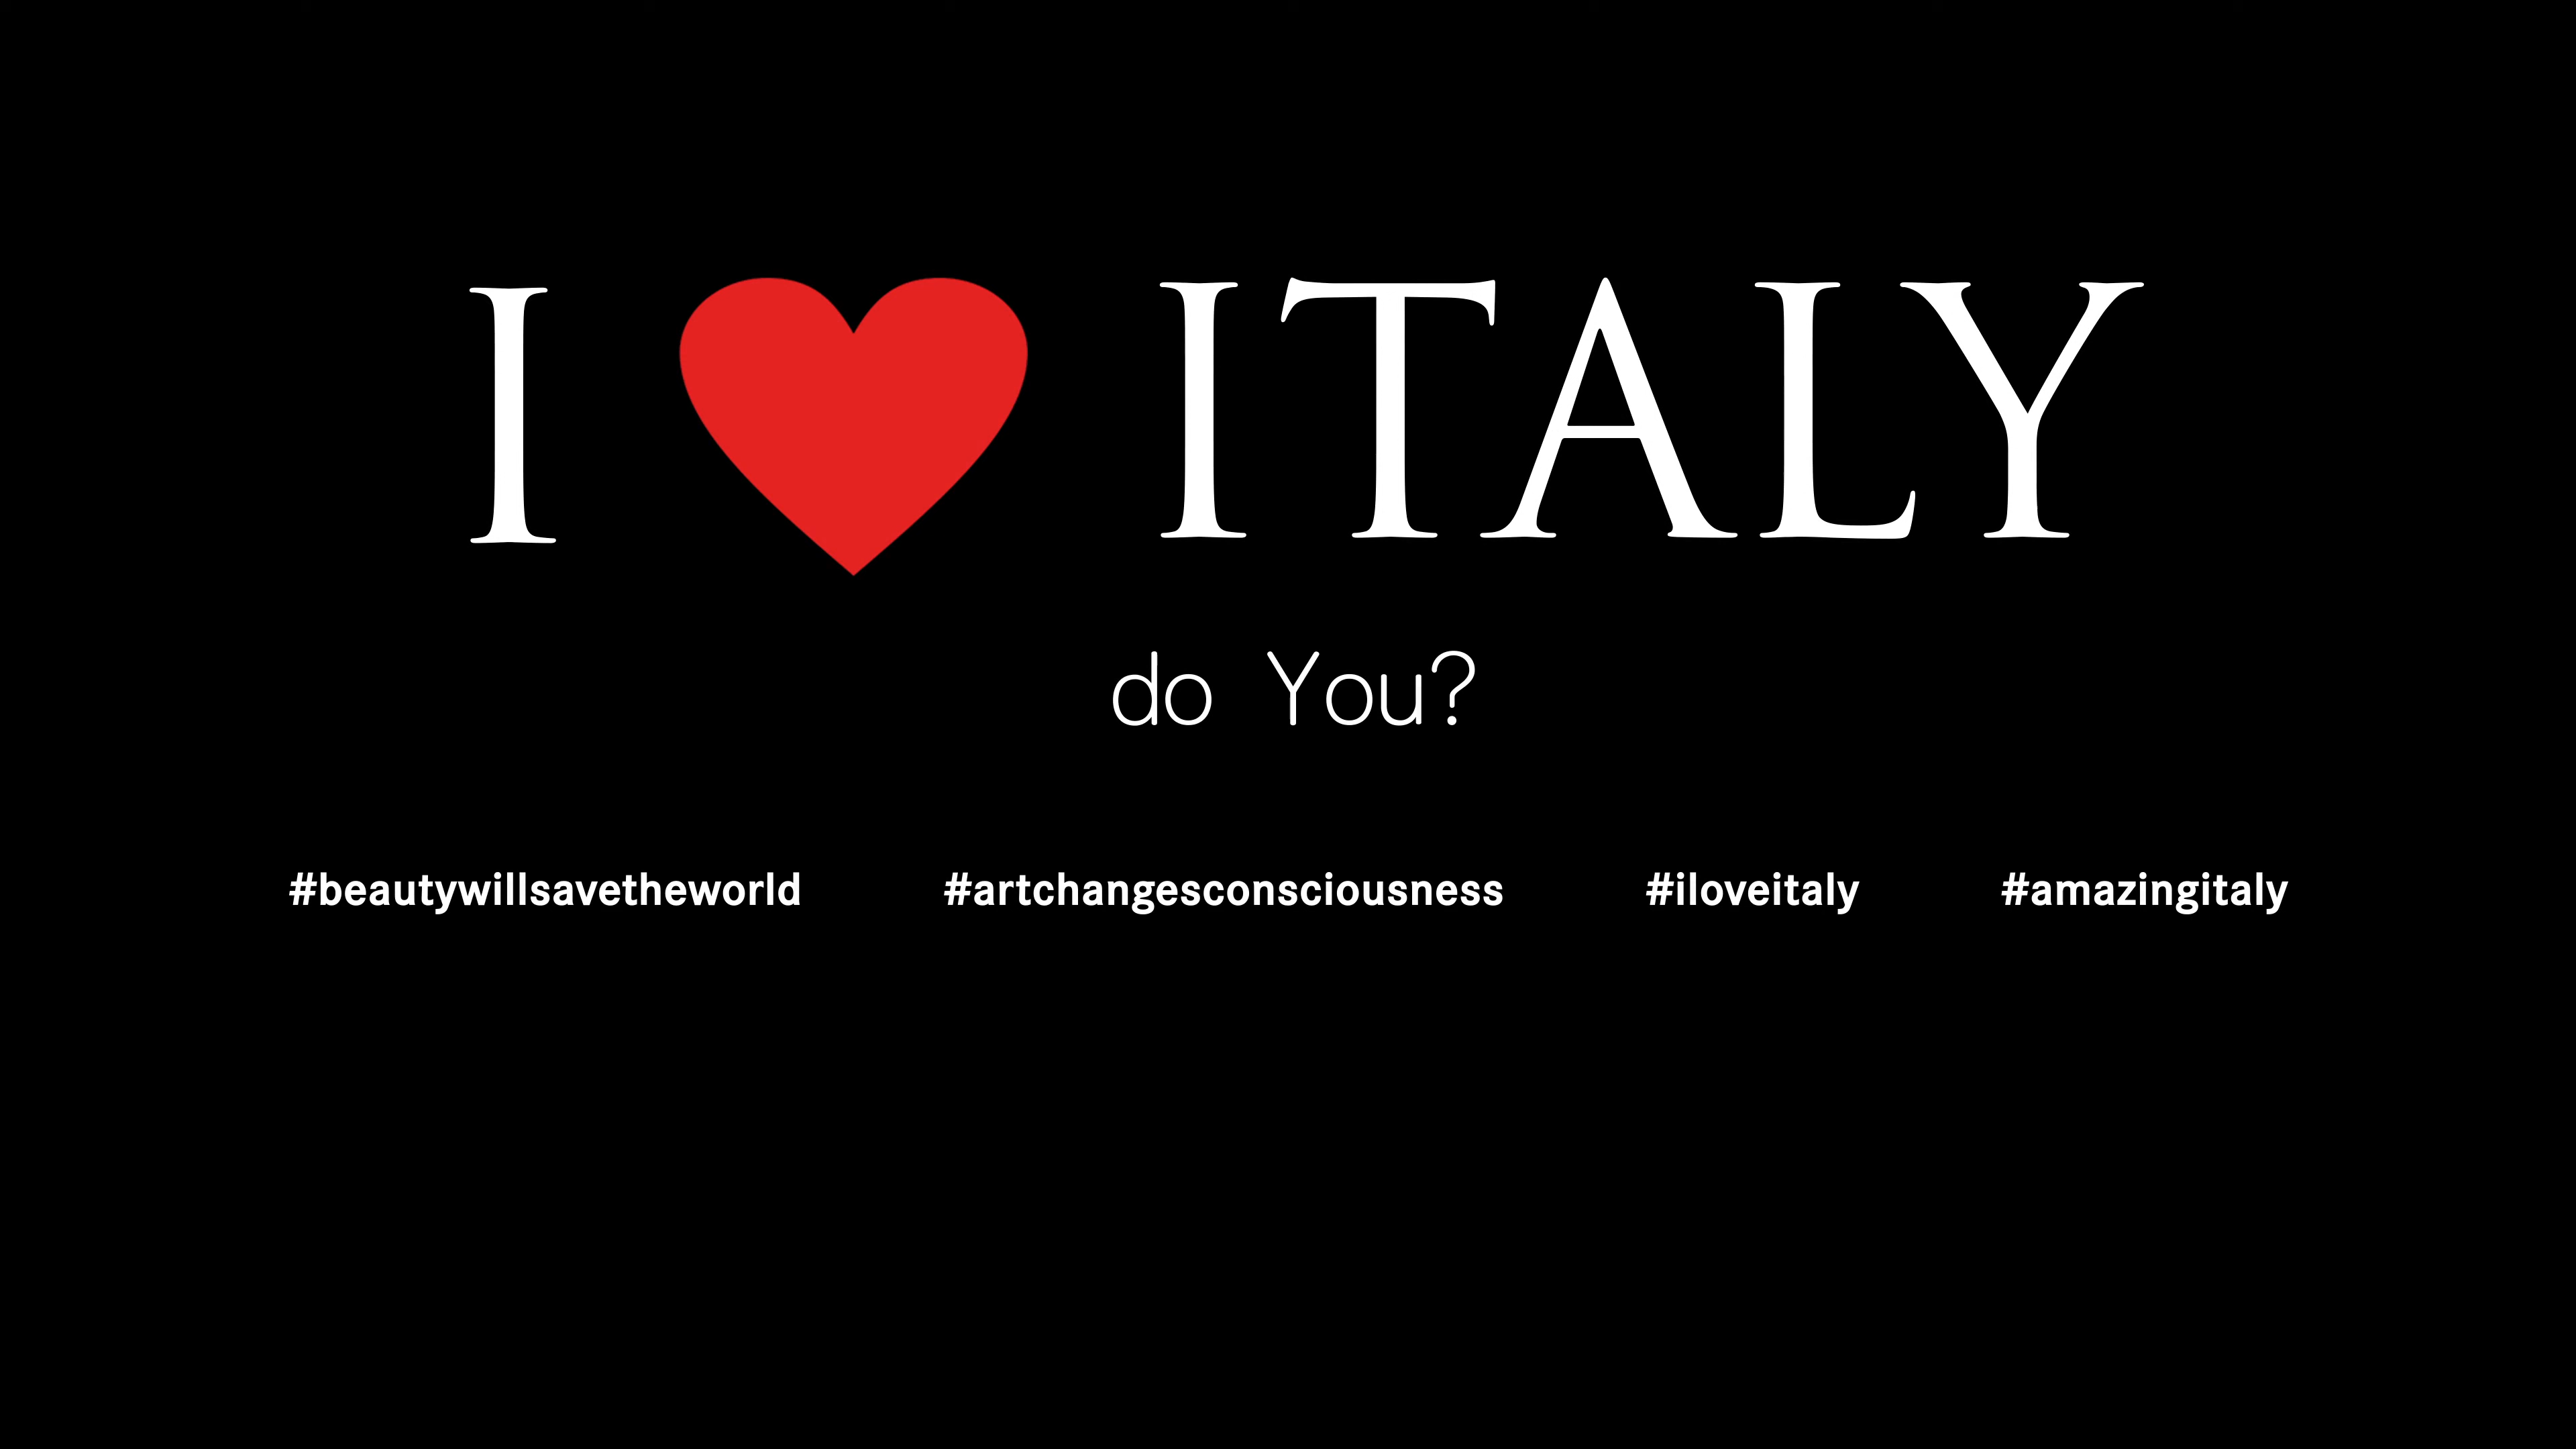 I ❤ ITALY
do You?
#beautywillsavetheworld #artchangesconsciousness #iloveitaly #amazingitaly